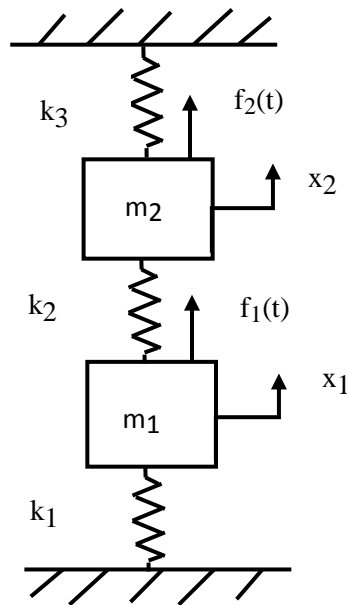 f₂(t)
k₃
x₂
m₂
k₂
f₁(t)
x₁
m₁
k₁